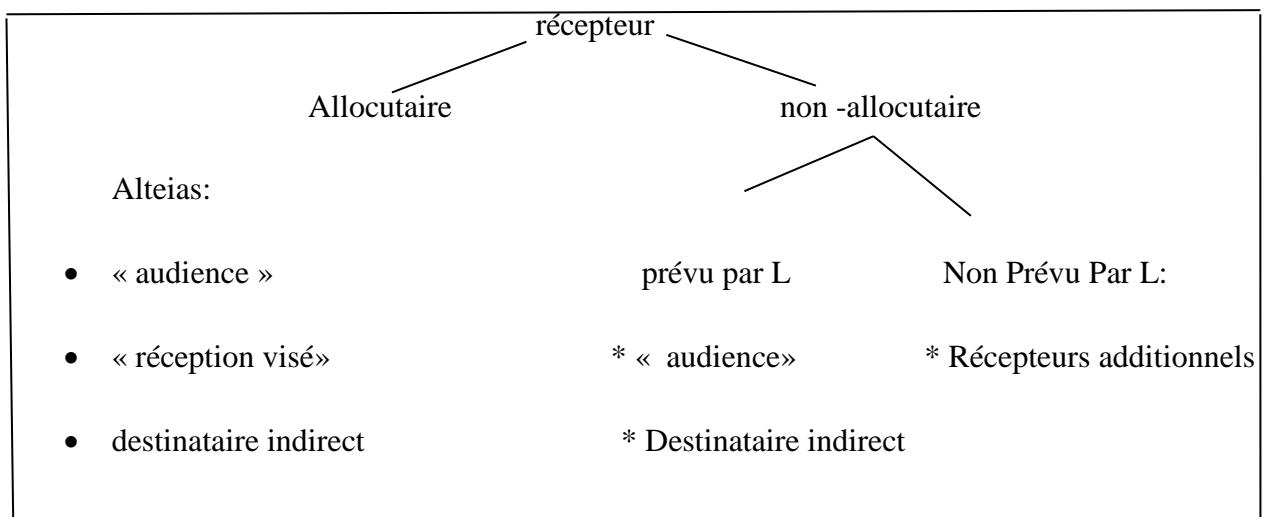 récepteur
Allocutaire non -allocutaire
Alteias:
• « audience » prévu par L Non Prévu Par L:
• « réception visé» * « audience» * Récepteurs additionnels
• destinataire indirect * Destinataire indirect